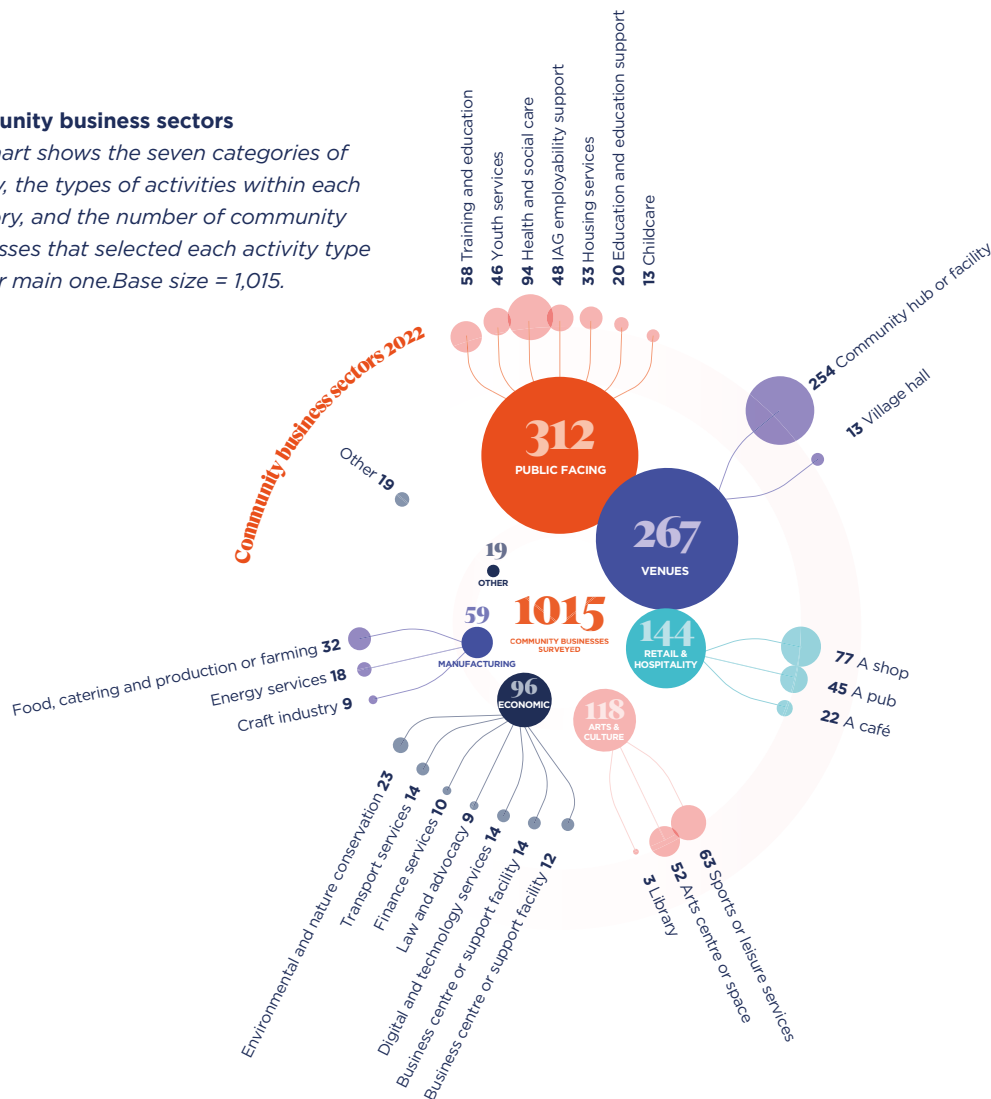 unity business sectors
art shows the seven categories of
, the types of activities within each
ry, and the number of community
sses that selected each activity type
r main one.Base size = 1,015.
Community business sectors 2022
58 Training and education
46 Youth services
94 Health and social care
48 IAG employability support
33 Housing services
20 Education and education support
13 Childcare
312
PUBLIC FACING
254 Community hub or facility
13 Village hall
267
VENUES
Other 19
19
OTHER
1015
COMMUNITY BUSINESSES
SURVEYED
59
MANUFACTURING
Food, catering and production or farming 32
Energy services 18
Craft industry 9
144
RETAIL &
HOSPITALITY
77 A shop
45 A pub
22 A café
96
ECONOMIC
118
ARTS &
CULTURE
Environmental and nature conservation 23
Transport services 14
Finance services 10
Law and advocacy 9
Digital and technology services 14
Business centre or support facility 14
Business centre or support facility 12
3 Library
52 Arts centre or space
63 Sports or leisure services